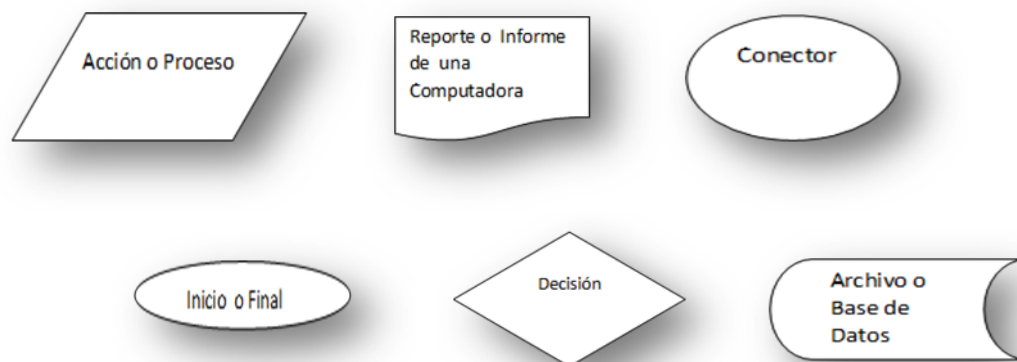 Acción o Proceso
Reporte o Informe
de una
Computadora
Conector
Inicio o Final
Decisión
Archivo o
Base de
Datos